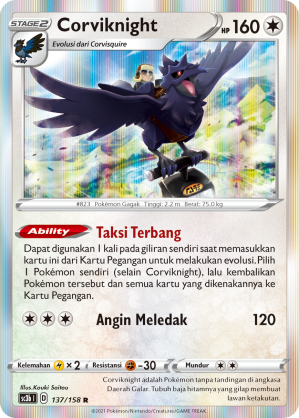 STAGE2
Corviknight
HP 160
Evolusi dari Corvisquire
#823 Pokémon Gagak Tinggi: 2.2 m Berat: 75.0 kg
Ability Taksi Terbang
Dapat digunakan 1 kali pada giliran sendiri saat memasukkan
kartu ini dari Kartu Pegangan untuk melakukan evolusi. Pilih
1 Pokémon sendiri (selain Corviknight), lalu kembalikan
Pokémon tersebut dan semua kartu yang dikenakannya ke
Kartu Pegangan.
Angin Meledak 120
Kelemahan ×2 Resistansi -30 Mundur
Illus. Kouki Saitou
sc3b I D 137/158 R
Corviknight adalah Pokémon tanpa tandingan di angkasa
Daerah Galar. Tubuh baja hitamnya yang gelap membuat
lawan ketakutan.
©2021 Pokémon/Nintendo/Creatures/GAME FREAK